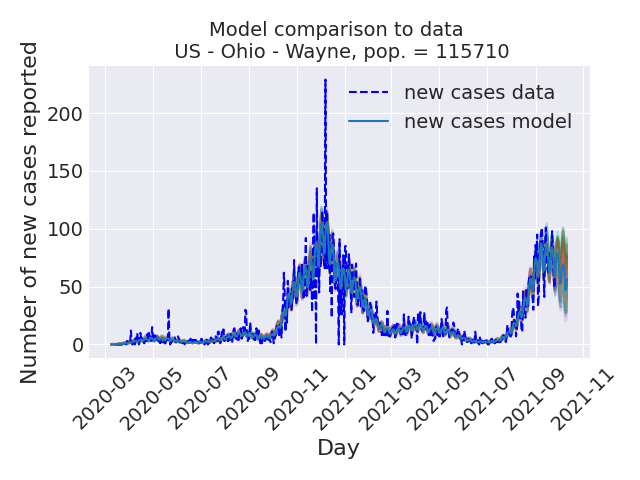 Model comparison to data
US - Ohio - Wayne, pop. = 115710
Number of new cases reported
200
150
100
50
0
new cases data
new cases model
2020-03
2020-05
2020-07
2020-09
2020-11
2021-01
2021-03
2021-05
2021-07
2021-09
2021-11
Day